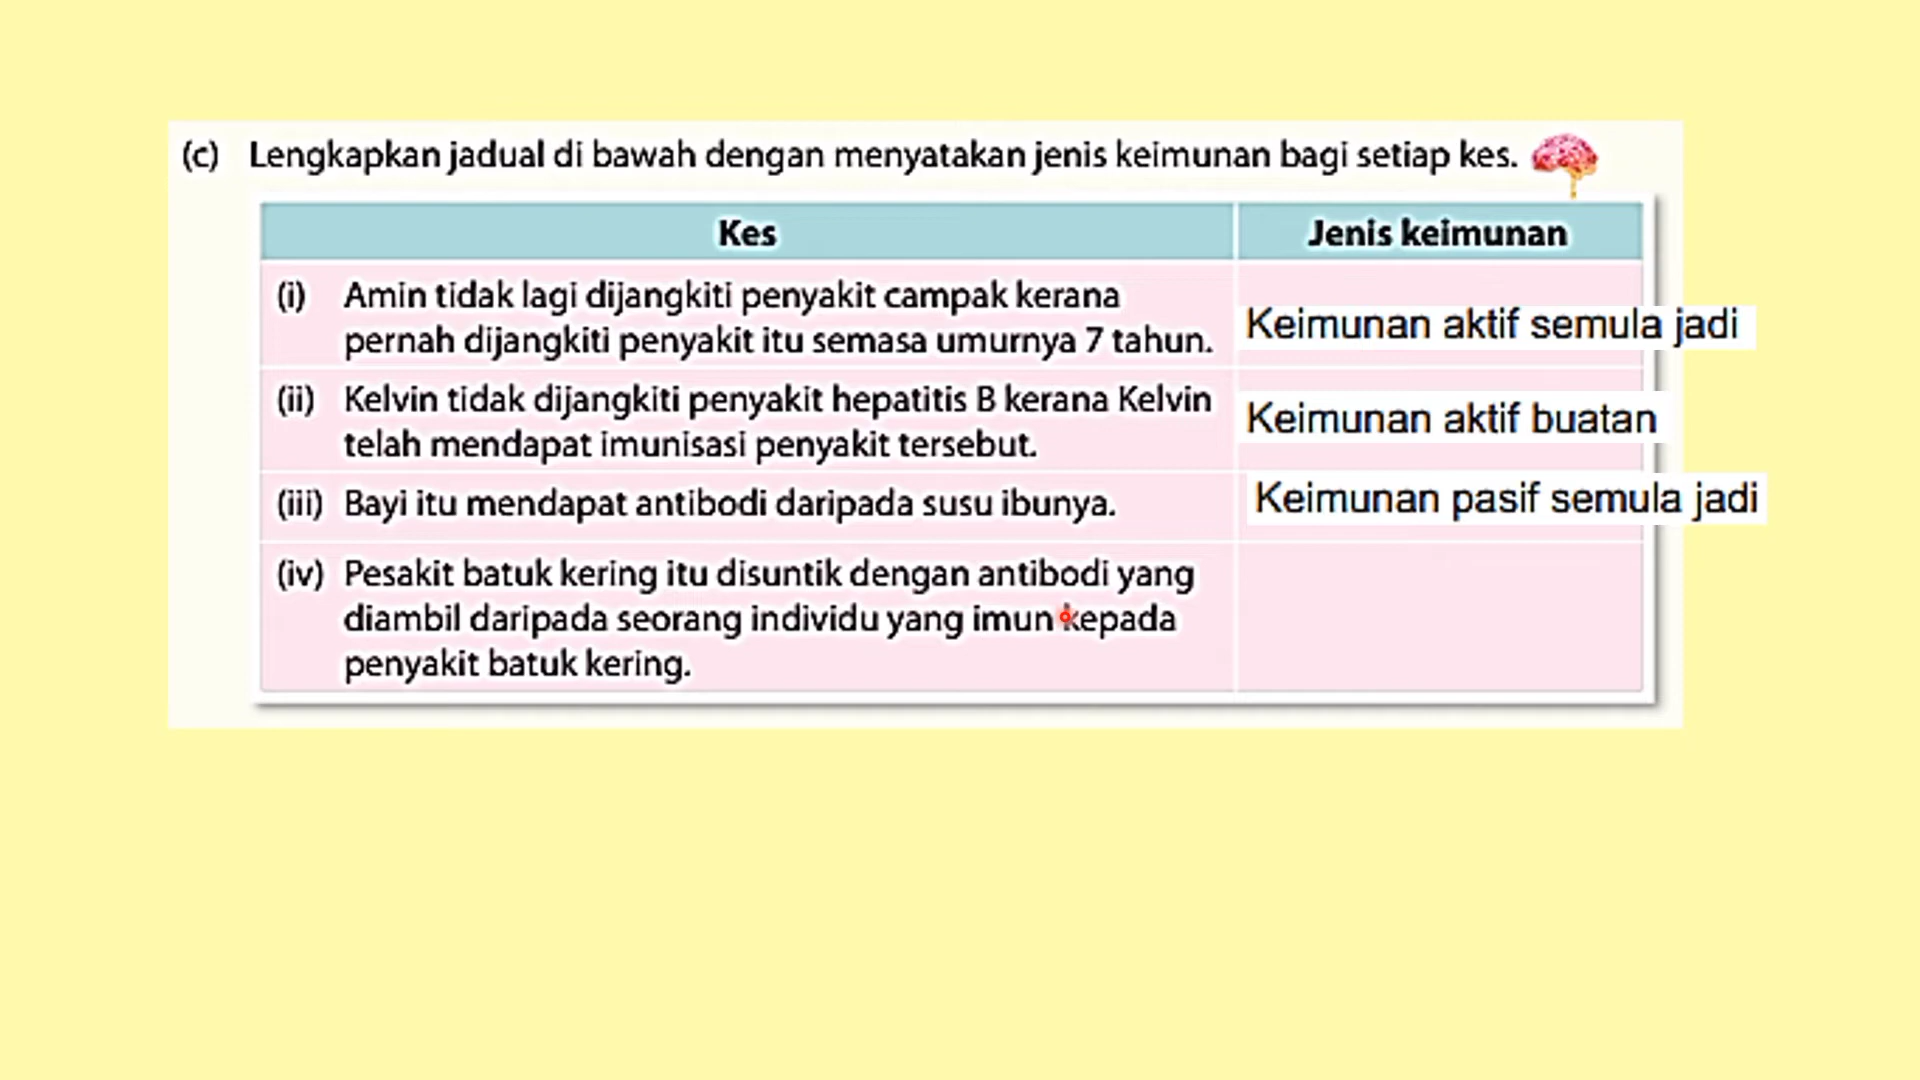 (c) Lengkapkan jadual di bawah dengan menyatakan jenis keimunan bagi setiap kes.
Kes
Jenis keimunan
(i) Amin tidak lagi dijangkiti penyakit campak kerana
pernah dijangkiti penyakit itu semasa umurnya 7 tahun.
Keimunan aktif semula jadi
(ii) Kelvin tidak dijangkiti penyakit hepatitis B kerana Kelvin
telah mendapat imunisasi penyakit tersebut.
Keimunan aktif buatan
(iii) Bayi itu mendapat antibodi daripada susu ibunya.
Keimunan pasif semula jadi
(iv) Pesakit batuk kering itu disuntik dengan antibodi yang
diambil daripada seorang individu yang imun kepada
penyakit batuk kering.